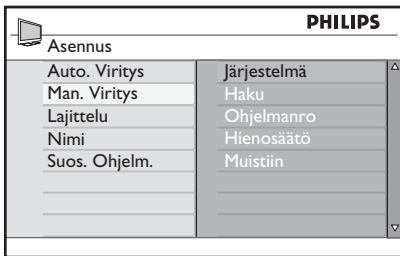 PHILIPS
Asennus
Auto. Viritys
Man. Viritys
Lajittelu
Nimi
Suos. Ohjelm.
Järjestelmä
Haku
Ohjelmanro
Hienosäätö
Muistiin